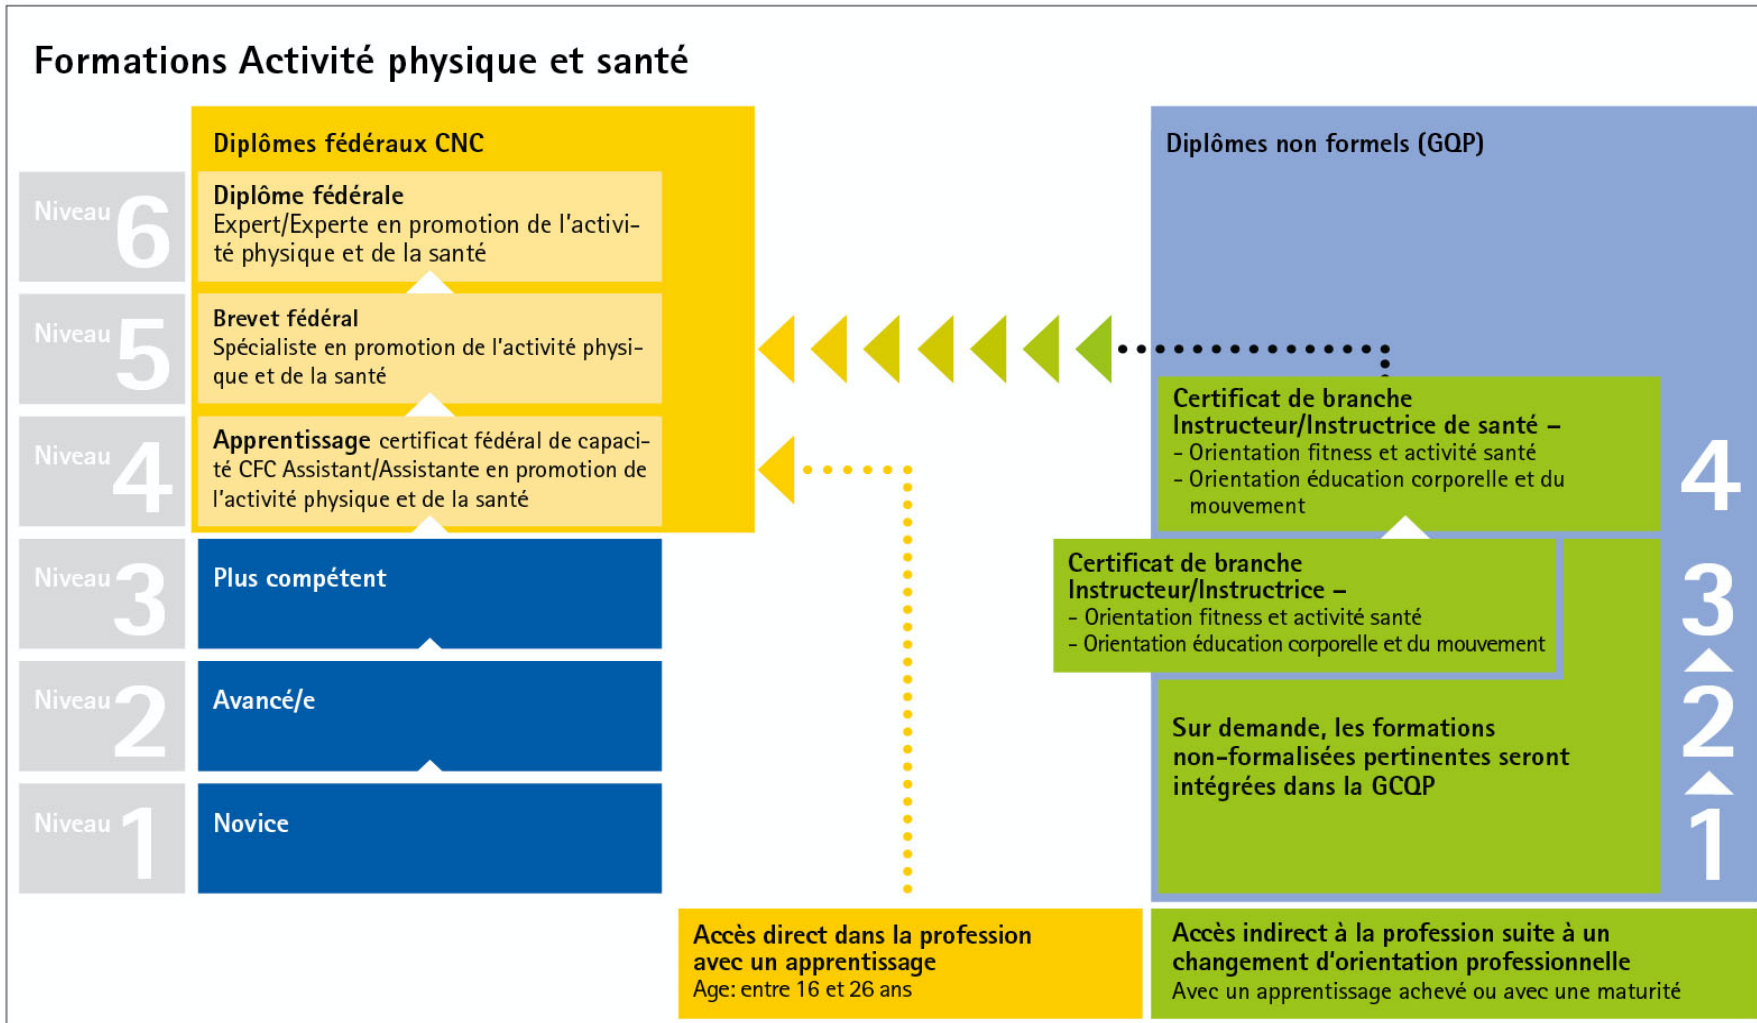 Formations Activité physique et santé
Diplômes fédéraux CNC
Niveau 6
Diplôme fédérale
Expert/Experte en promotion de l'activi-
té physique et de la santé
Niveau 5
Brevet fédéral
Spécialiste en promotion de l'activité physi-
que et de la santé
Niveau 4
Apprentissage certificat fédéral de capaci-
té CFC Assistant/Assistante en promotion de
l'activité physique et de la santé
Niveau 3
Plus compétent
Niveau 2
Avancé/e
Niveau 1
Novice
Accès direct dans la profession
avec un apprentissage
Age: entre 16 et 26 ans
Diplômes non formels (GQP)
Certificat de branche
Instructeur/Instructrice de santé –
- Orientation fitness et activité santé
- Orientation éducation corporelle et du
mouvement
4
Certificat de branche
Instructeur/Instructrice –
- Orientation fitness et activité santé
- Orientation éducation corporelle et du mouvement
3
Sur demande, les formations
non-formalisées pertinentes seront
intégrées dans la GCQP
2
1
Accès indirect à la profession suite à un
changement d'orientation professionnelle
Avec un apprentissage achevé ou avec une maturité